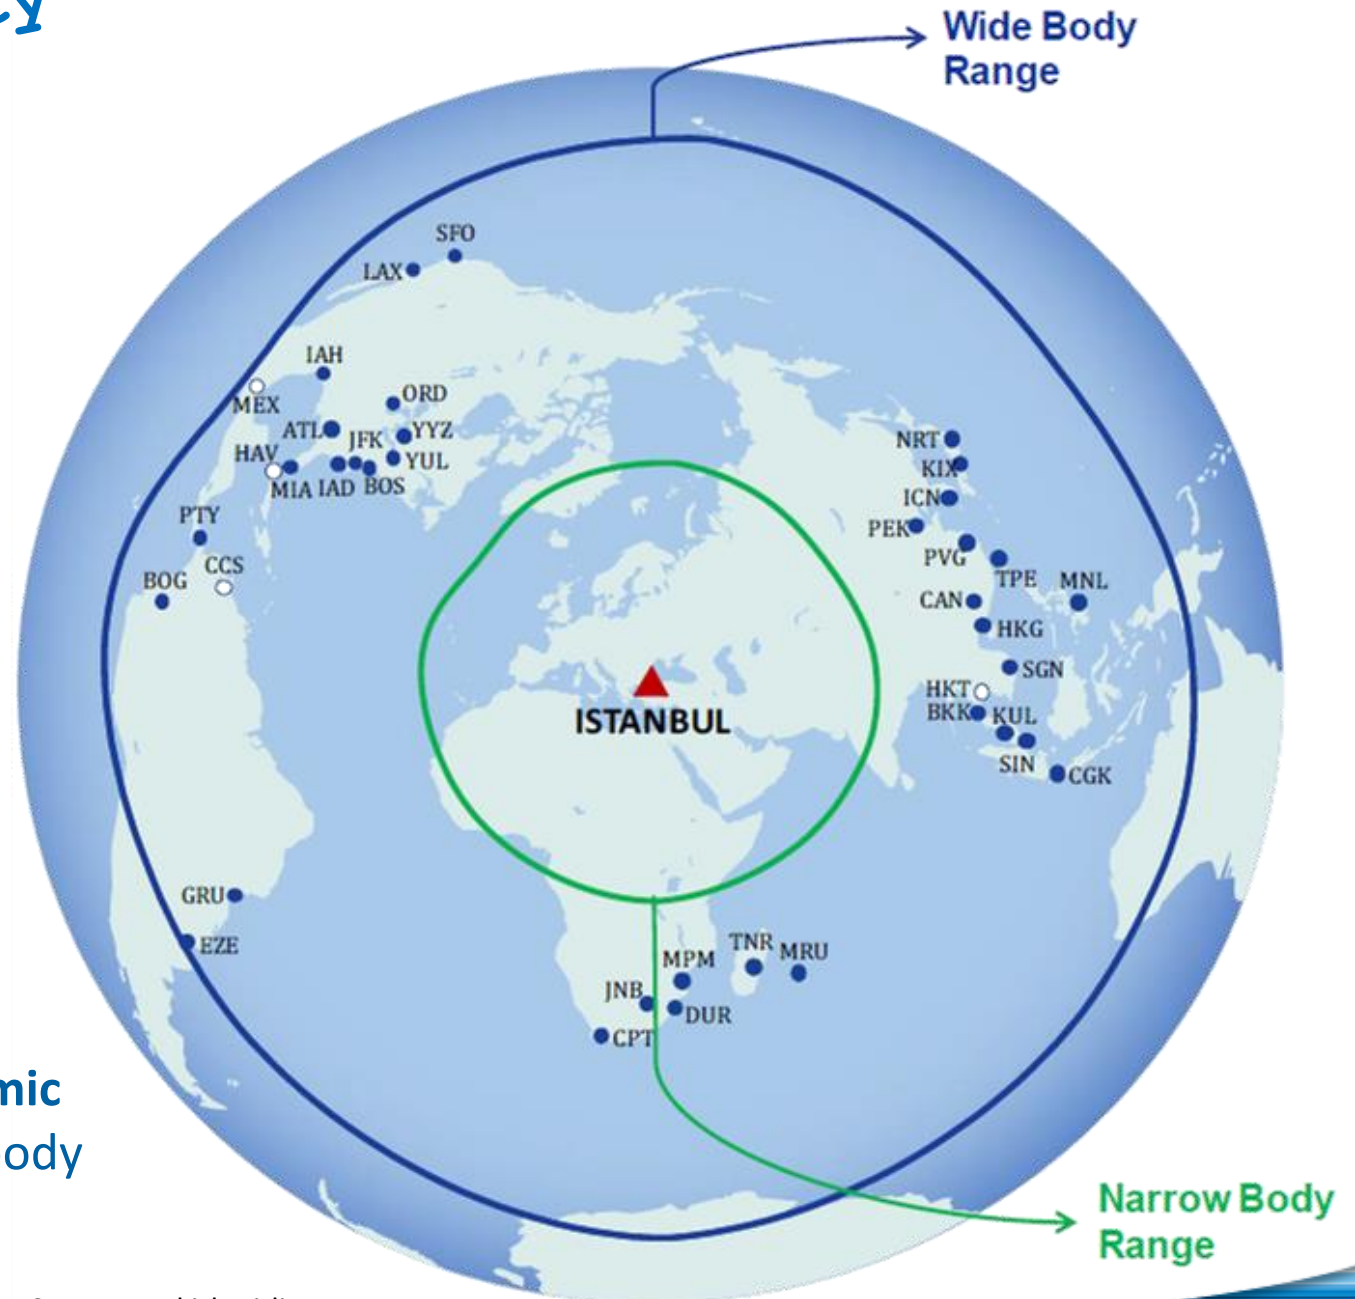 Wide Body
Range
SFO
LAX
IAH
MEX
ORD
ATL
JFK
YYZ
HAV
YUL
MIA
IAD
BOS
PTY
CCS
BOG
NRT
KIX
ICN
PEK
PVG
TPE
MNL
CAN
HKG
SGN
HKT
BKK
KUL
SIN
CGK
ISTANBUL
GRU
EZE
TNR
MRU
MPM
JNB
DUR
CPT
mic
ody
Narrow Body
Range